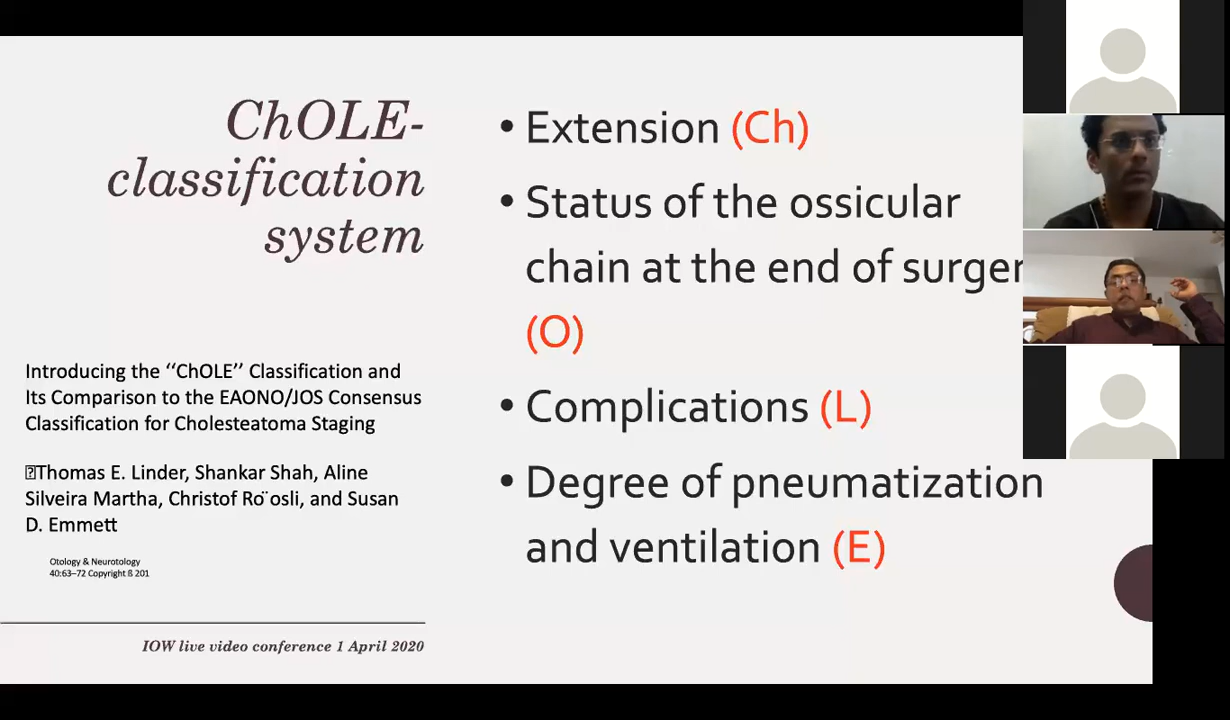 ChOLE-
classification
system
Introducing the ‘‘ChOLE’’ Classification and
Its Comparison to the EAONO/JOS Consensus
Classification for Cholesteatoma Staging
Thomas E. Linder, Shankar Shah, Aline
Silveira Martha, Christof Ro¨osli, and Susan
D. Emmett
Otology & Neurotology
40:63–72 Copyright ß 201
IOW live video conference 1 April 2020
• Extension (Ch)
• Status of the ossicular
chain at the end of surger
(O)
• Complications (L)
• Degree of pneumatization
and ventilation (E)